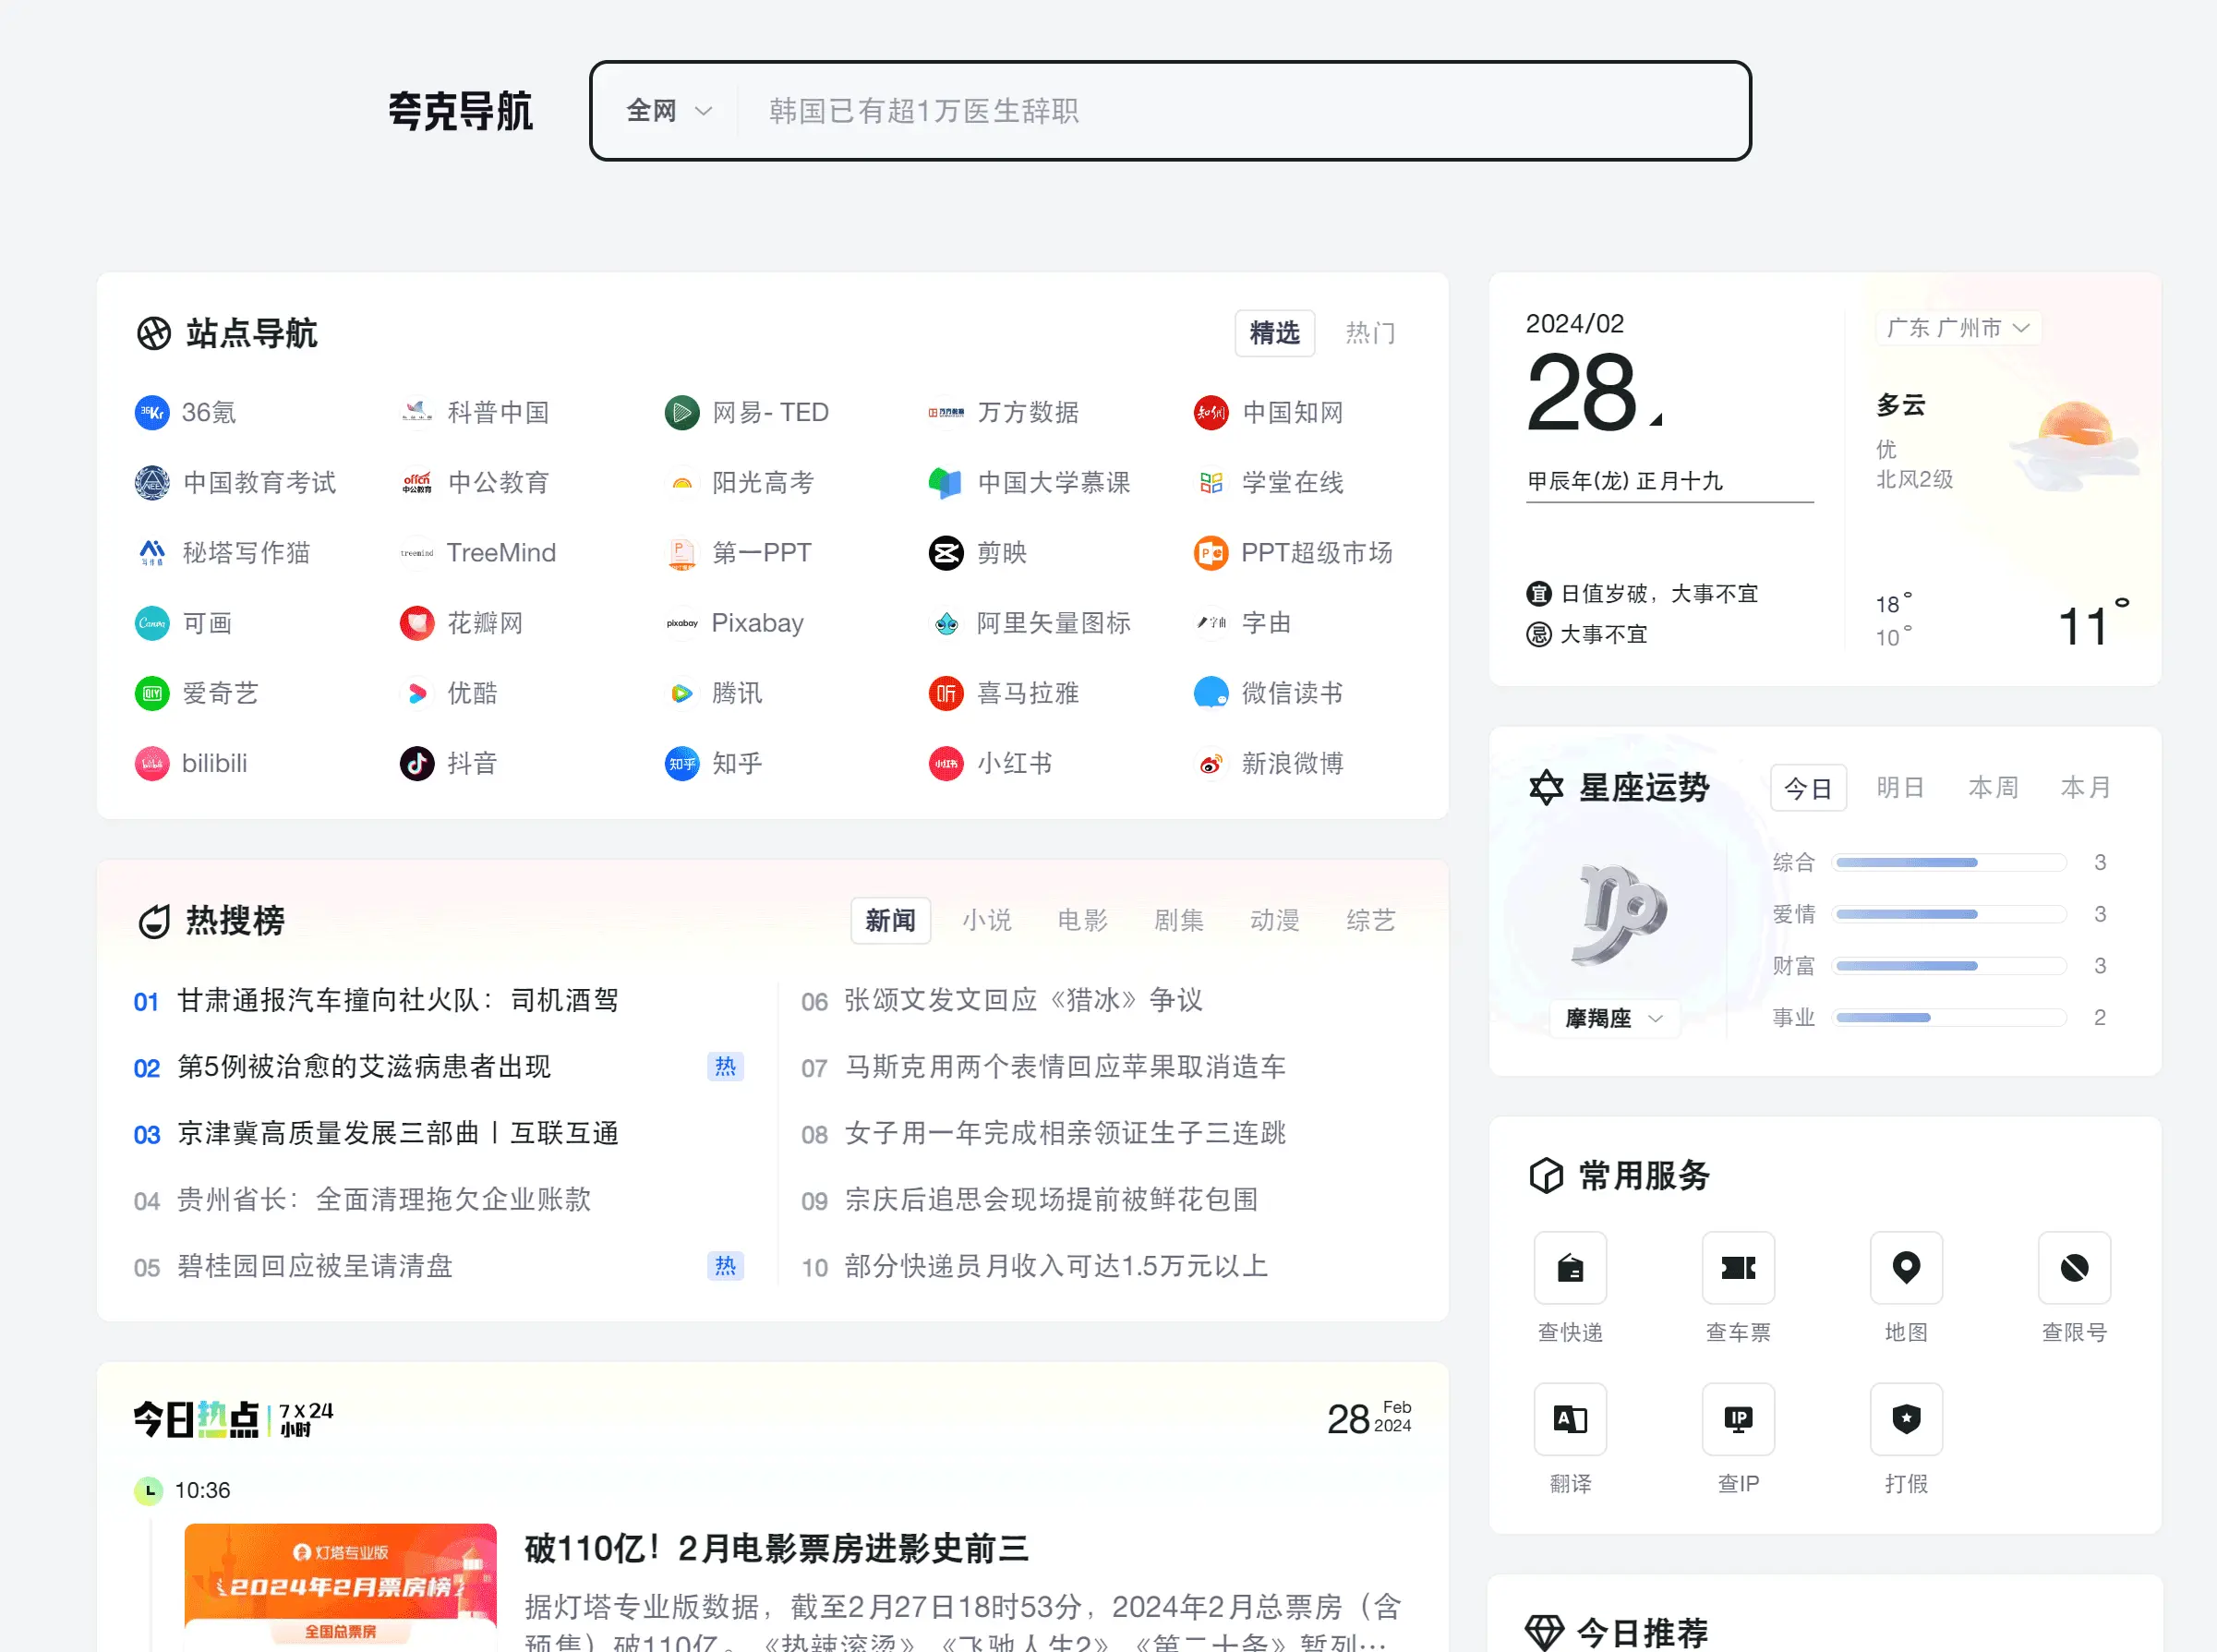 夸克导航
全网
韩国已有超1万医生辞职
站点导航
精选 热门
36氪 科普中国 网易- TED 万方数据 中国知网
中国教育考试 中公教育 阳光高考 中国大学慕课 学堂在线
秘塔写作猫 TreeMind 第一PPT 剪映 PPT超级市场
可画 花瓣网 Pixabay 阿里矢量图标 字由
爱奇艺 优酷 腾讯 喜马拉雅 微信读书
bilibili 抖音 知乎 小红书 新浪微博
2024/02
28
甲辰年(龙) 正月十九
宜 日值岁破，大事不宜
忌 大事不宜
广东 广州市
多云
优
北风2级
18°
10°
11°
热搜榜
新闻 小说 电影 剧集 动漫 综艺
01 甘肃通报汽车撞向社火队：司机酒驾
02 第5例被治愈的艾滋病患者出现 热
03 京津冀高质量发展三部曲丨互联互通
04 贵州省长：全面清理拖欠企业账款
05 碧桂园回应被呈请清盘 热
06 张颂文发文回应《猎冰》争议
07 马斯克用两个表情回应苹果取消造车
08 女子用一年完成相亲领证生子三连跳
09 宗庆后追思会现场提前被鲜花包围
10 部分快递员月收入可达1.5万元以上
星座运势
今日 明日 本周 本月
摩羯座
综合 3
爱情 3
财富 3
事业 2
常用服务
查快递 查车票 地图 查限号
翻译 查IP 打假
今日热点 7X24小时
28 Feb 2024
10:36
灯塔专业版
2024年2月票房榜
全国总票房
破110亿！2月电影票房进影史前三
据灯塔专业版数据，截至2月27日18时53分，2024年2月总票房（含
预售）破110亿。《热辣滚烫》《飞驰人生2》《第二十条》暂列…
今日推荐